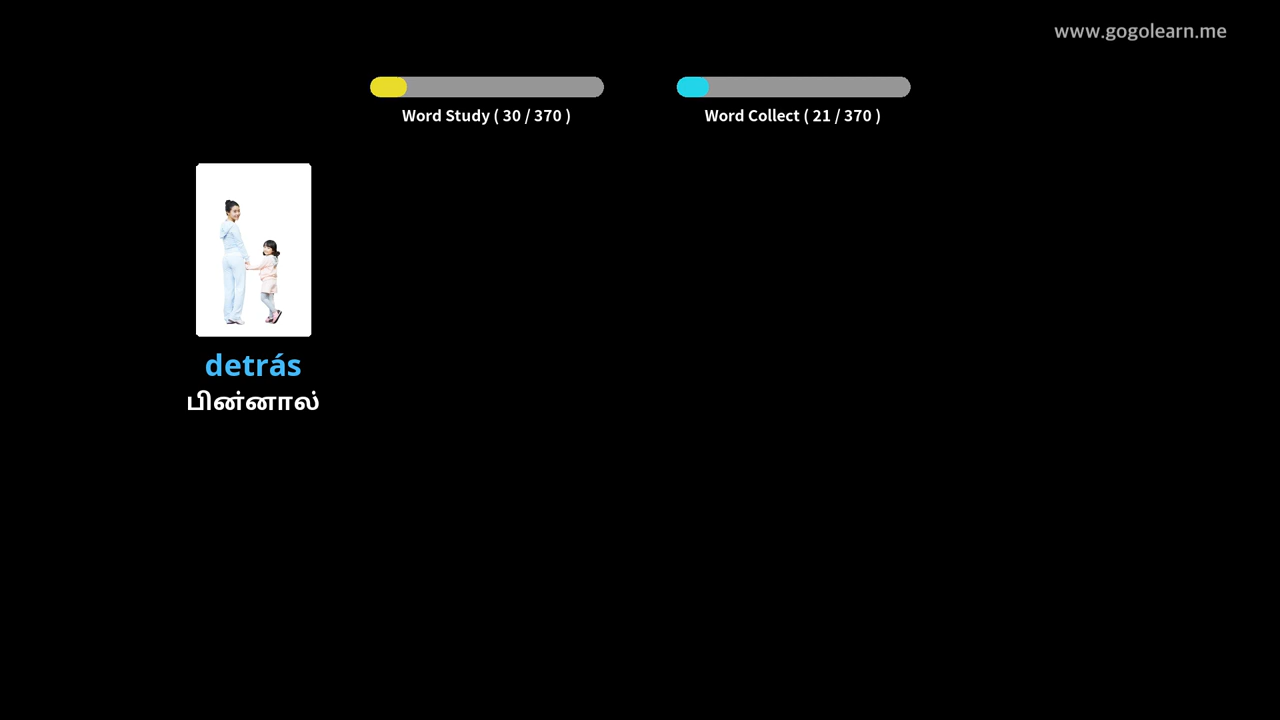 www.gogolearn.me
Word Study ( 30 / 370 )
Word Collect ( 21 / 370 )
detrás
பின்னால்